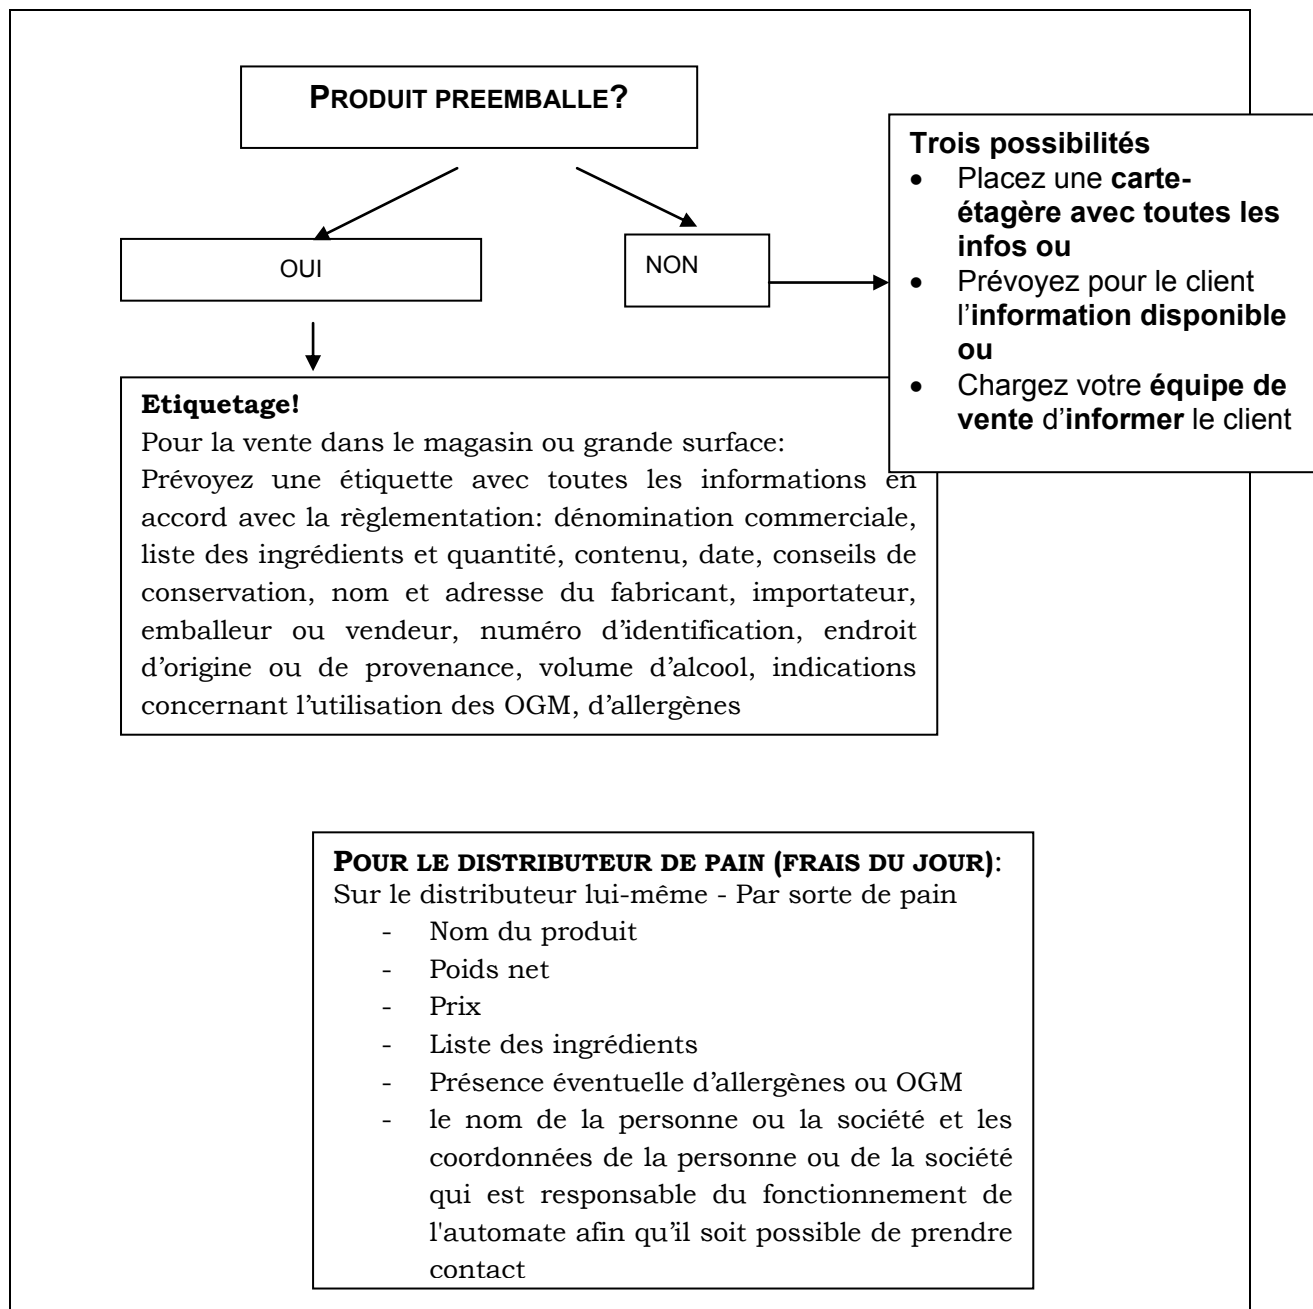 PRODUIT PREEMBALLE?
OUI
NON
Trois possibilités
• Placez une carte-
étagère avec toutes les
infos ou
• Prévoyez pour le client
l’information disponible
ou
• Chargez votre équipe de
vente d’informer le client
Etiquetage!
Pour la vente dans le magasin ou grande surface:
Prévoyez une étiquette avec toutes les informations en
accord avec la règlementation: dénomination commerciale,
liste des ingrédients et quantité, contenu, date, conseils de
conservation, nom et adresse du fabricant, importateur,
emballeur ou vendeur, numéro d’identification, endroit
d’origine ou de provenance, volume d’alcool, indications
concernant l’utilisation des OGM, d’allergènes
POUR LE DISTRIBUTEUR DE PAIN (FRAIS DU JOUR):
Sur le distributeur lui-même - Par sorte de pain
- Nom du produit
- Poids net
- Prix
- Liste des ingrédients
- Présence éventuelle d’allergènes ou OGM
- le nom de la personne ou la société et les
coordonnées de la personne ou de la société
qui est responsable du fonctionnement de
l'automate afin qu’il soit possible de prendre
contact